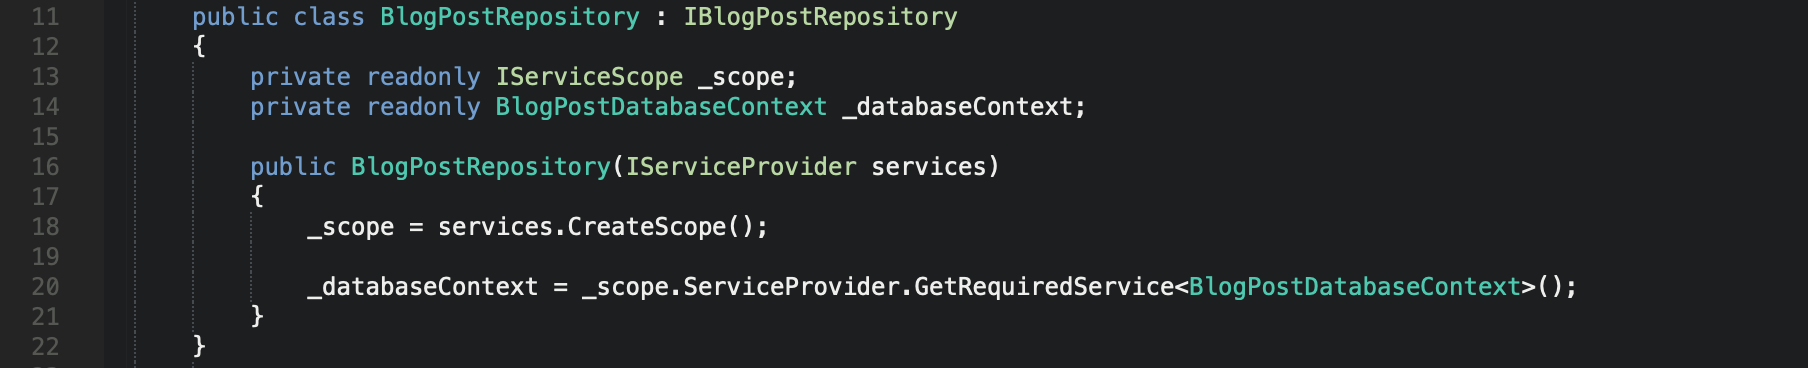 11 public class BlogPostRepository : IBlogPostRepository
12 {
13 private readonly IServiceScope _scope;
14 private readonly BlogPostDatabaseContext _databaseContext;
15
16 public BlogPostRepository(IServiceProvider services)
17 {
18 _scope = services.CreateScope();
19
20 _databaseContext = _scope.ServiceProvider.GetRequiredService<BlogPostDatabaseContext>();
21 }
22 }